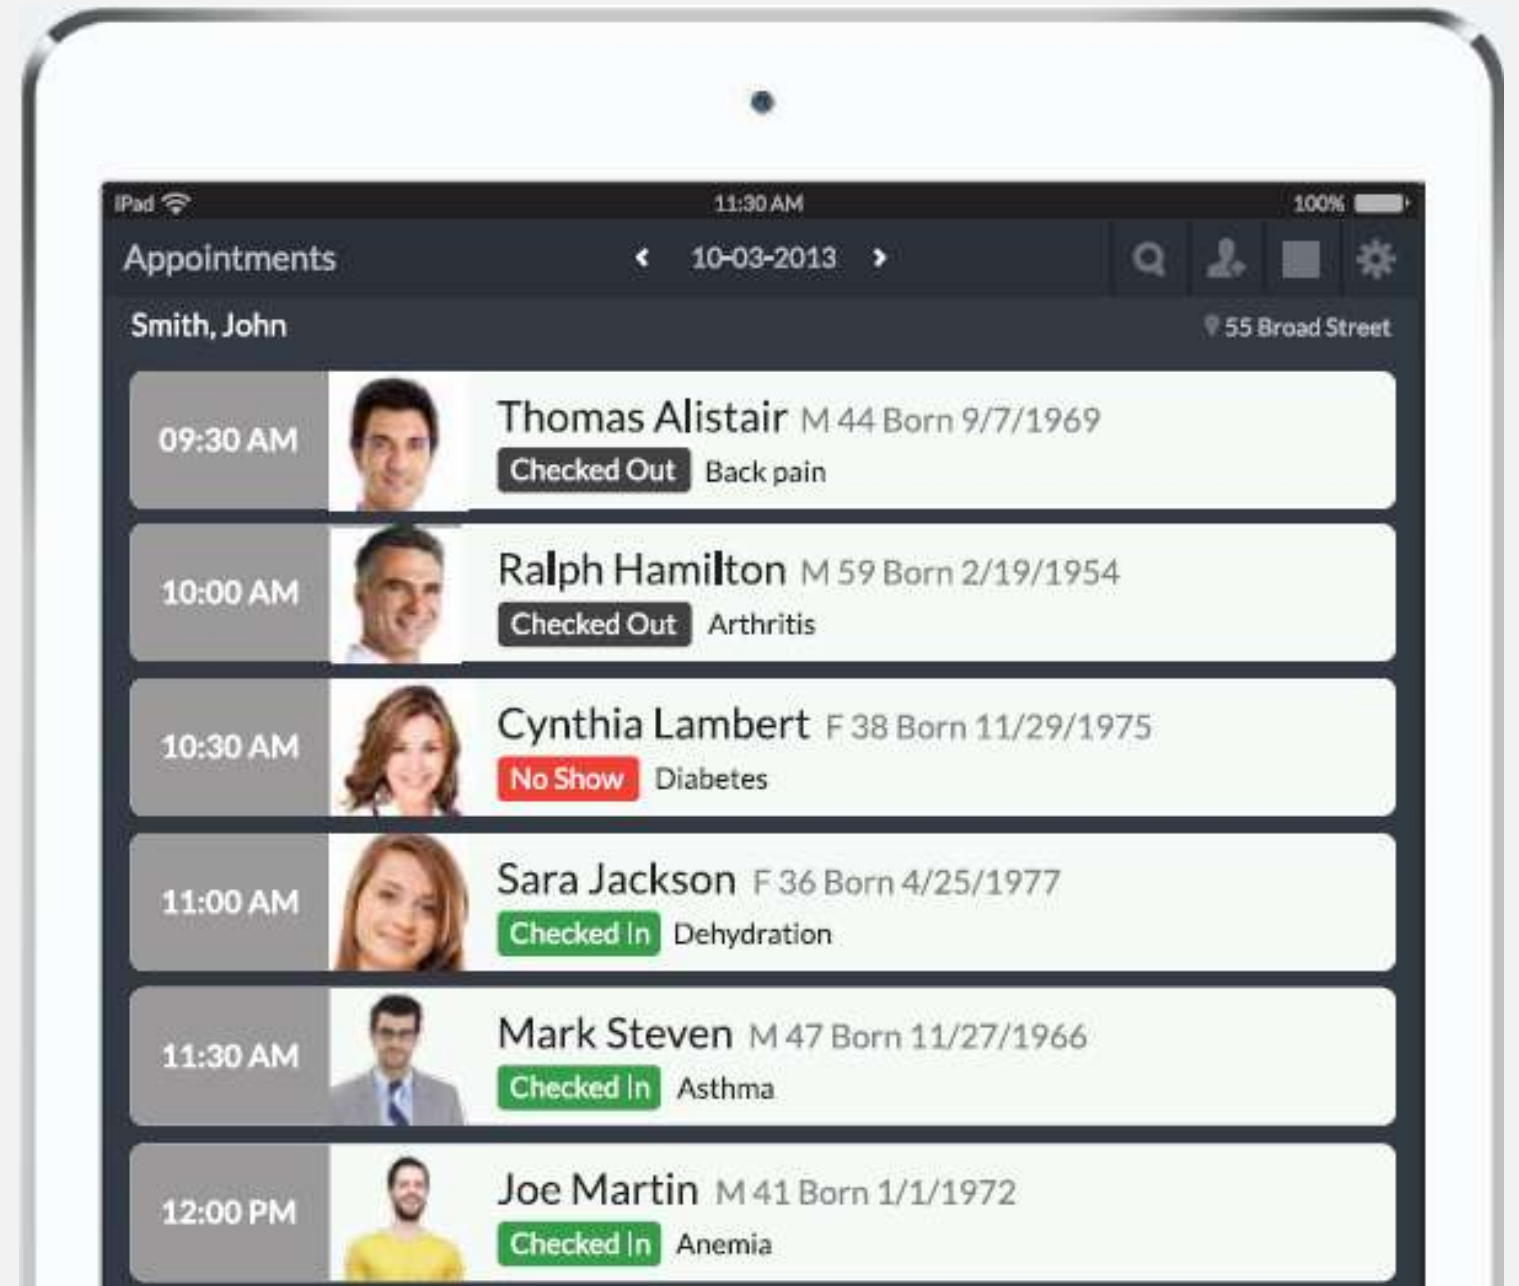 iPad 11:30 AM 100%
Appointments 10-03-2013
Smith, John 55 Broad Street
09:30 AM
Thomas Alistair M 44 Born 9/7/1969
Checked Out Back pain
10:00 AM
Ralph Hamilton M 59 Born 2/19/1954
Checked Out Arthritis
10:30 AM
Cynthia Lambert F 38 Born 11/29/1975
No Show Diabetes
11:00 AM
Sara Jackson F 36 Born 4/25/1977
Checked In Dehydration
11:30 AM
Mark Steven M 47 Born 11/27/1966
Checked In Asthma
12:00 PM
Joe Martin M 41 Born 1/1/1972
Checked In Anemia